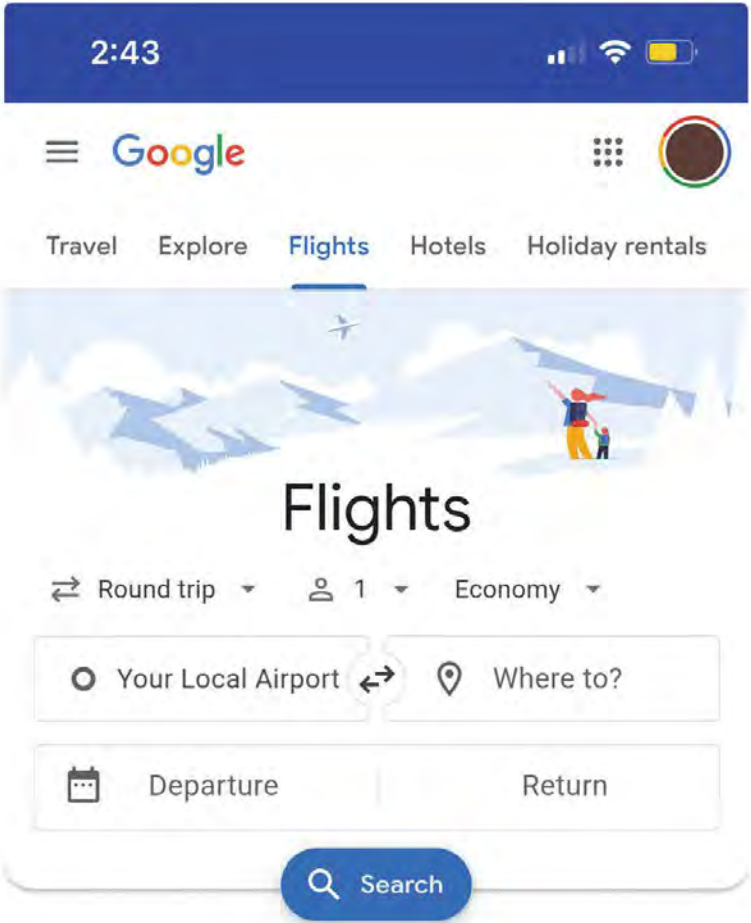 2:43
Google
Travel Explore Flights Hotels Holiday rentals
Flights
Round trip 1 Economy
Your Local Airport Where to?
Departure Return
Search